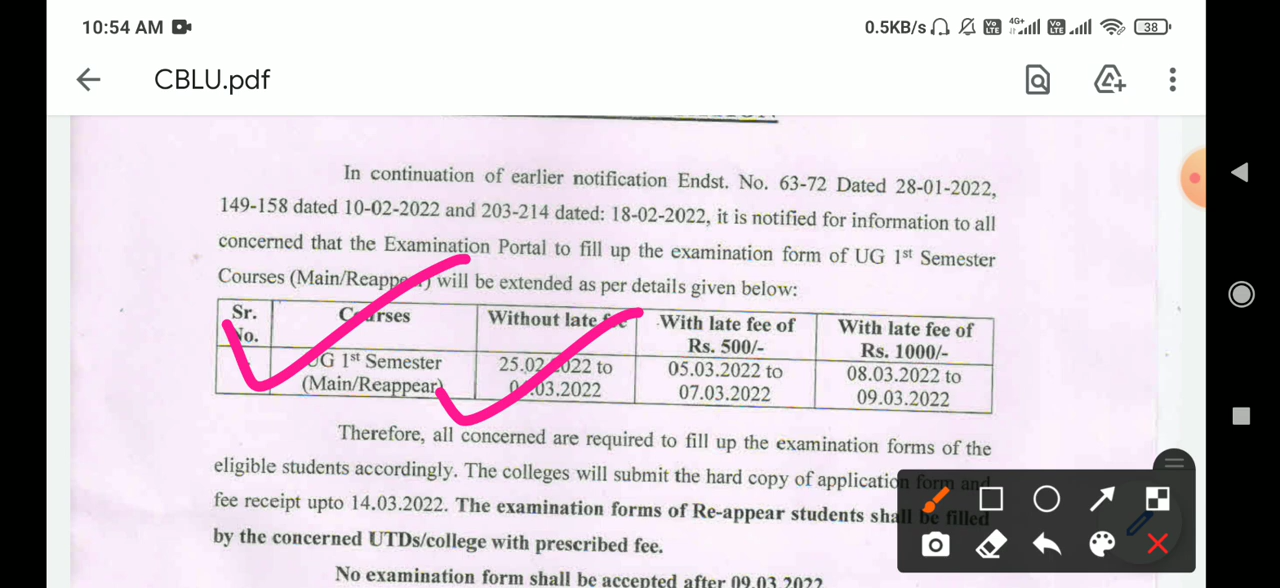 10:54 AM
0.5KB/s
4G+
38
CBLU.pdf
In continuation of earlier notification Endst. No. 63-72 Dated 28-01-2022,
149-158 dated 10-02-2022 and 203-214 dated: 18-02-2022, it is notified for information to all
concerned that the Examination Portal to fill up the examination form of UG 1st Semester
Courses (Main/Reappear) will be extended as per details given below:
Sr. No. Courses Without late fee With late fee of Rs. 500/- With late fee of Rs. 1000/-
UG 1st Semester (Main/Reappear) 25.02.2022 to 04.03.2022 05.03.2022 to 07.03.2022 08.03.2022 to 09.03.2022
Therefore, all concerned are required to fill up the examination forms of the
eligible students accordingly. The colleges will submit the hard copy of application form and
fee receipt upto 14.03.2022. The examination forms of Re-appear students shall be filled
by the concerned UTDs/college with prescribed fee.
No examination form shall be accepted after 09.03.2022